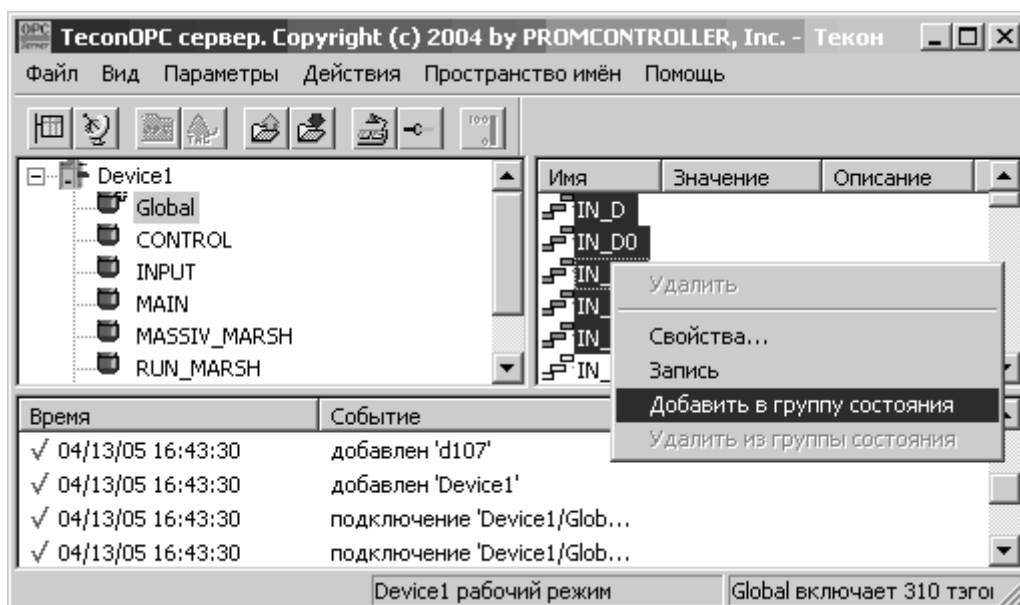 OPC
Server
TeconOPC сервер. Copyright (c) 2004 by PROMCONTROLLER, Inc. - Текон
Файл Вид Параметры Действия Пространство имён Помощь
100
0
Device1
Global
CONTROL
INPUT
MAIN
MASSIV_MARSH
RUN_MARSH
Имя Значение Описание
IN_D
IN_D0
IN_
IN_
IN_
IN_
Удалить
Свойства...
Запись
Добавить в группу состояния
Удалить из группы состояния
Время Событие
04/13/05 16:43:30 добавлен 'd107'
04/13/05 16:43:30 добавлен 'Device1'
04/13/05 16:43:30 подключение 'Device1/Glob...
04/13/05 16:43:30 подключение 'Device1/Glob...
Device1 рабочий режим Global включает 310 тэгов